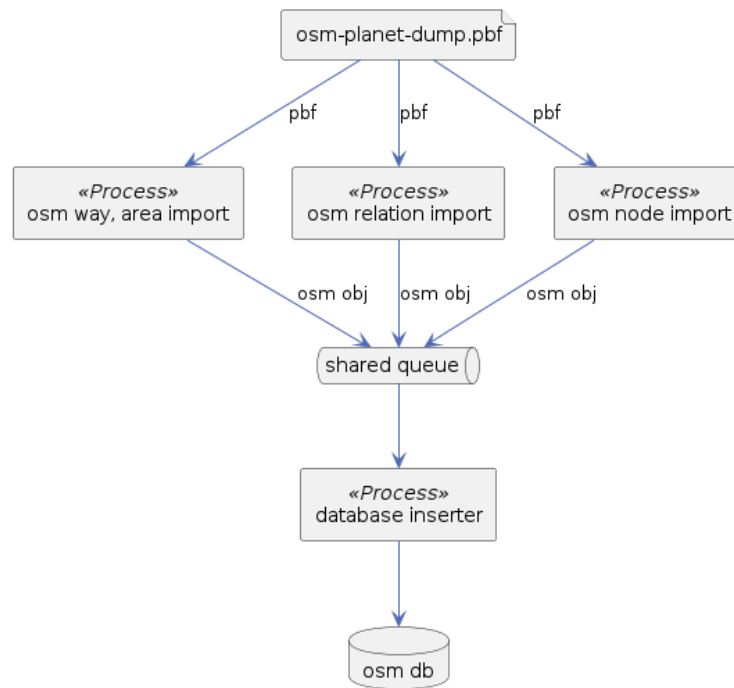 osm-planet-dump.pbf
pbf
pbf
pbf
«Process»
osm way, area import
«Process»
osm relation import
«Process»
osm node import
osm obj
osm obj
osm obj
shared queue
«Process»
database inserter
osm db